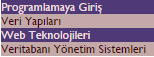 Programlamaya Giriş
Veri Yapıları
Web Teknolojileri
Veritabanı Yönetim Sistemleri